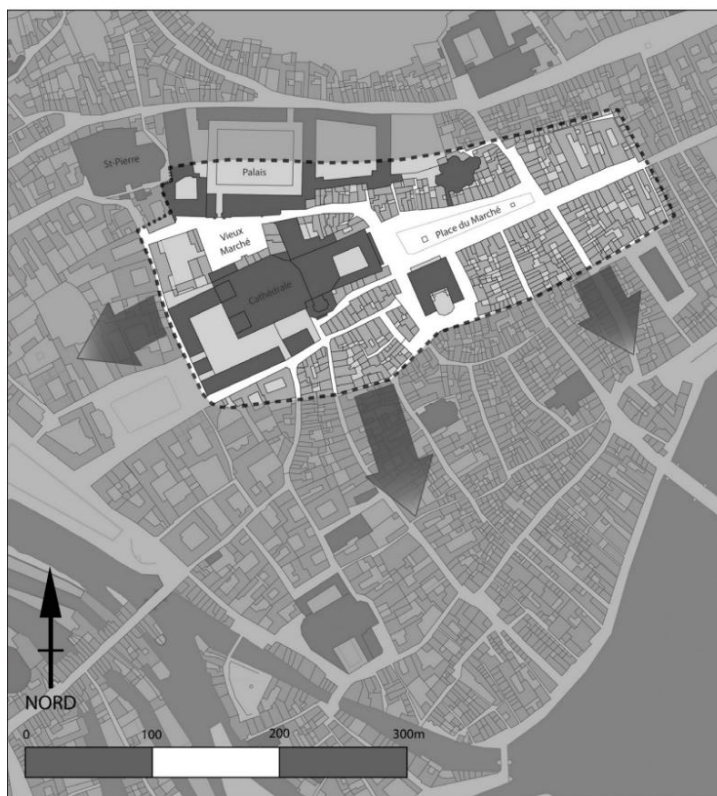 St-Pierre
Palais
Vieux
Marché
Place du Marché
Cathédrale
NORD
0 100 200 300m